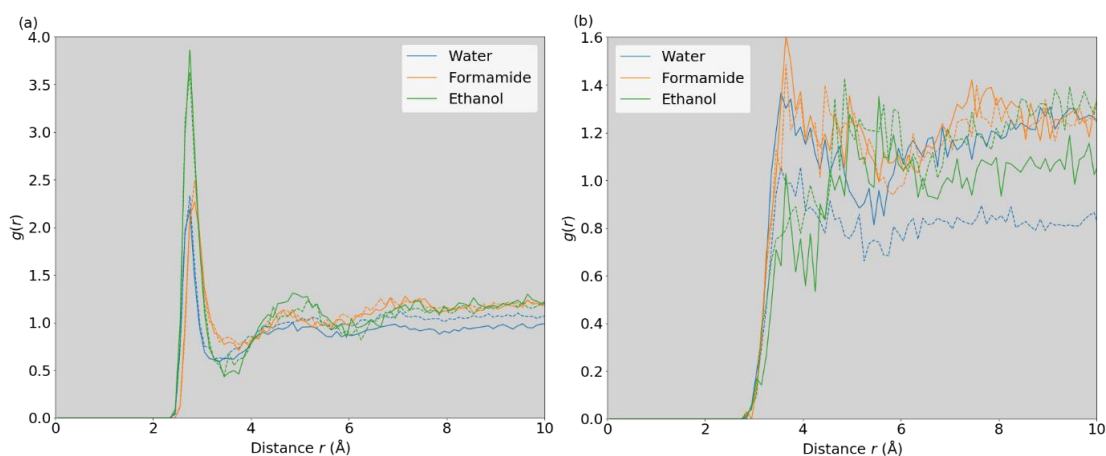 (a)
4.0
3.5
3.0
2.5
2.0
1.5
1.0
0.5
0.0
g(r)
0
2
4
6
8
10
Distance r (Å)
Water
Formamide
Ethanol
(b)
1.6
1.4
1.2
1.0
0.8
0.6
0.4
0.2
0.0
g(r)
0
2
4
6
8
10
Distance r (Å)
Water
Formamide
Ethanol